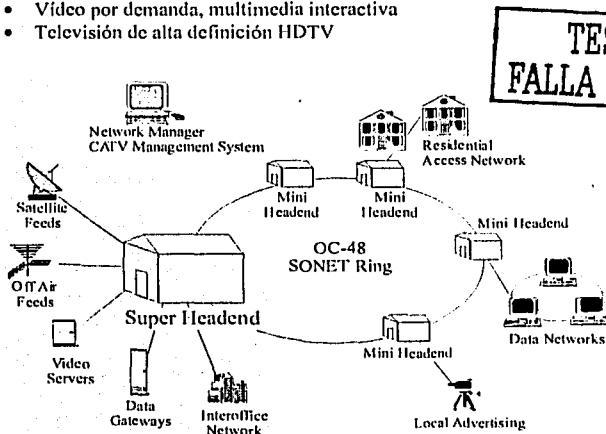 • Vídeo por demanda, multimedia interactiva
• Televisión de alta definición HDTV
FALLA
Network Manager
CATV Management System
Residential
Access Network
Mini
Headend
Mini
Headend
Mini Headend
Satellite
Feeds
OC-48
SONET Ring
Off Air
Feeds
Super Headend
Data Networks
Mini Headend
Video
Servers
Data
Gateways
Interoffice
Network
Local Advertising